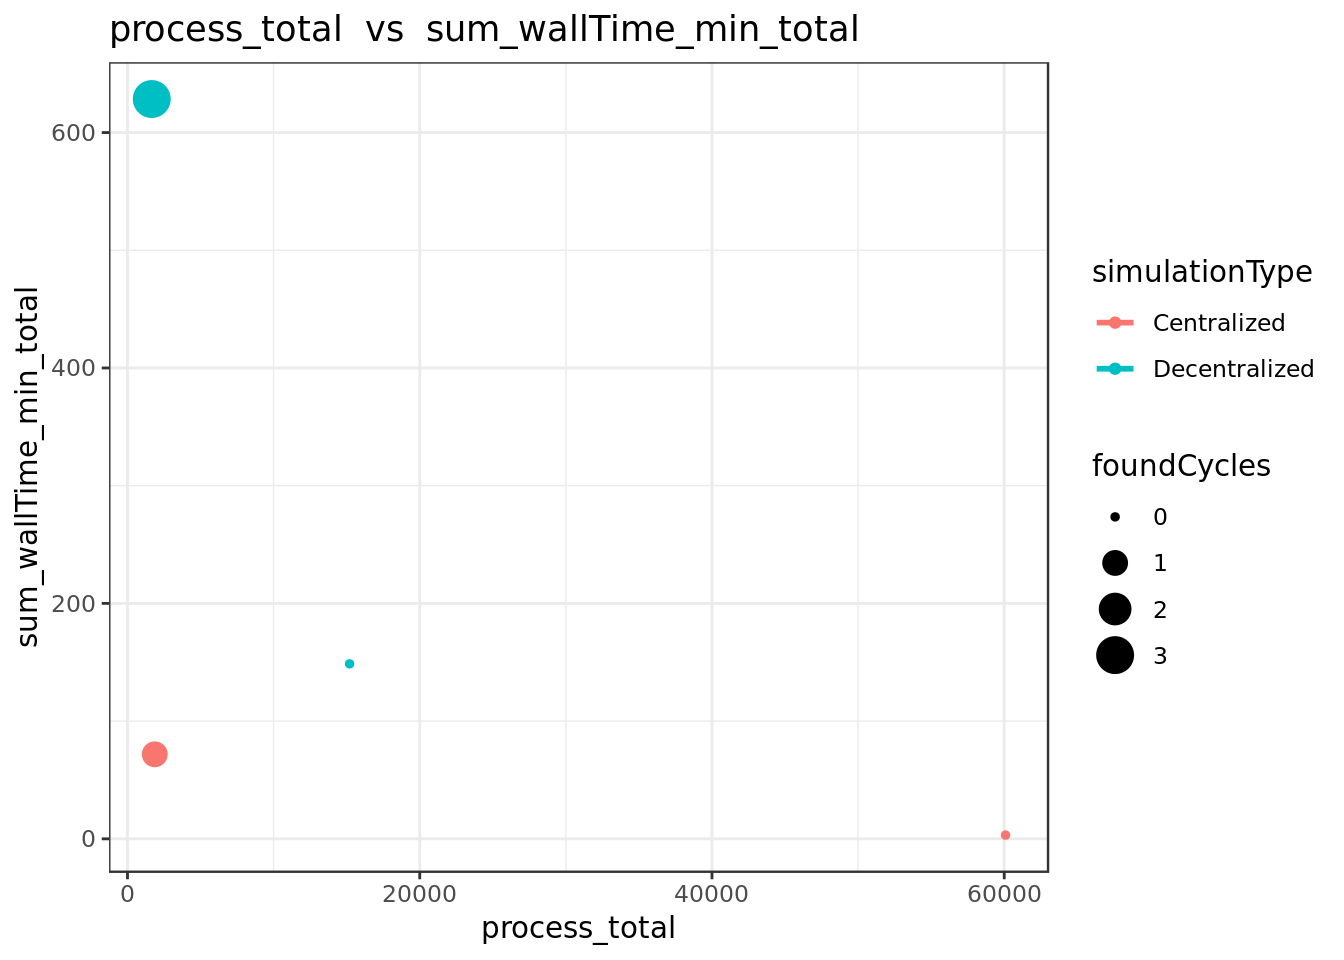 process_total  vs  sum_wallTime_min_total
sum_wallTime_min_total
600
400
200
0
0 20000 40000 60000
process_total
simulationType
Centralized
Decentralized
foundCycles
0
1
2
3